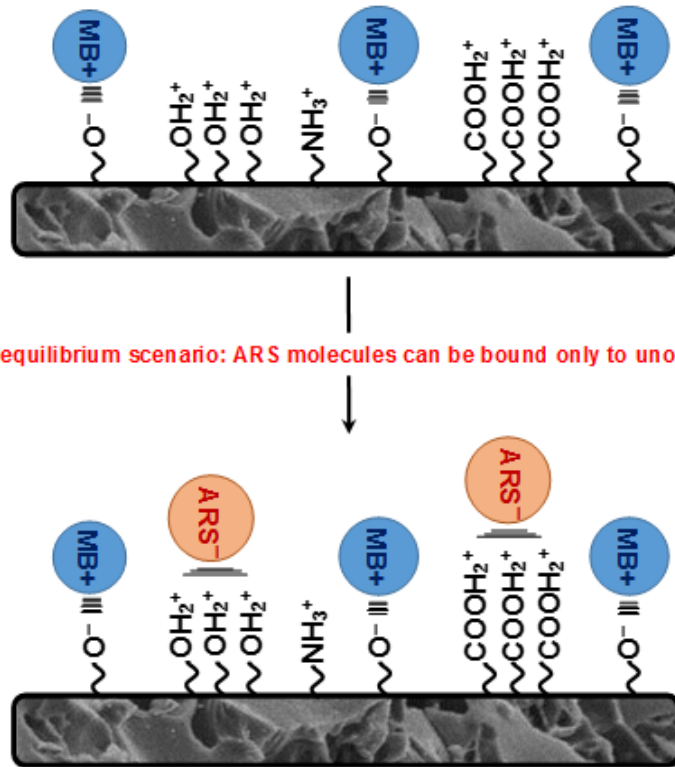 MB+ MB+ MB+
–O OH₂⁺ OH₂⁺ OH₂⁺ NH₃⁺ –O COOH₂⁺ COOH₂⁺ COOH₂⁺ –O
equilibrium scenario: ARS molecules can be bound only to
ARS⁻ ARS⁻
MB+ MB+ MB+
–O OH₂⁺ OH₂⁺ OH₂⁺ NH₃⁺ –O COOH₂⁺ COOH₂⁺ COOH₂⁺ –O